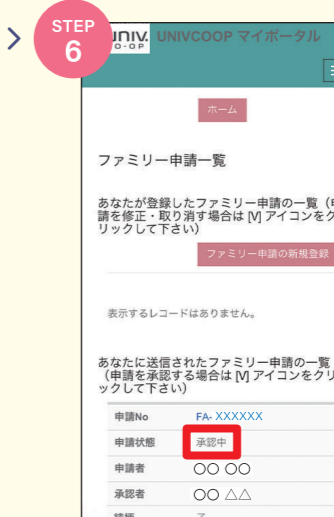 STEP
6
UNIV.
CO-OP
UNIVCOOP マイポータル
ホーム
ファミリー申請一覧
あなたが登録したファミリー申請の一覧（申
請を修正・取り消す場合は [V] アイコンをク
リックして下さい）
ファミリー申請の新規登録
表示するレコードはありません。
あなたに送信されたファミリー申請の一覧
（申請を承認する場合は [V] アイコンをクリ
ックして下さい）
申請No FA- XXXXXX
申請状態 承認中
申請者 〇〇 〇〇
承認者 〇〇 △△